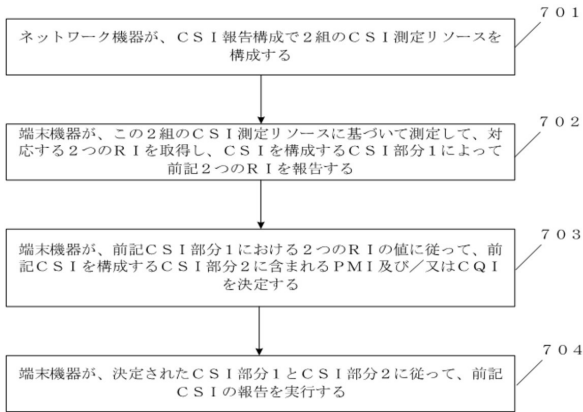 701
ネットワーク機器が、ＣＳＩ報告構成で２組のＣＳＩ測定リソースを
構成する
702
端末機器が、この２組のＣＳＩ測定リソースに基づいて測定して、対
応する２つのＲＩを取得し、ＣＳＩを構成するＣＳＩ部分１によって
前記２つのＲＩを報告する
703
端末機器が、前記ＣＳＩ部分１における２つのＲＩの値に従って、前
記ＣＳＩを構成するＣＳＩ部分２に含まれるＰＭＩ及び／又はＣＱＩ
を決定する
704
端末機器が、決定されたＣＳＩ部分１とＣＳＩ部分２に従って、前記
ＣＳＩの報告を実行する